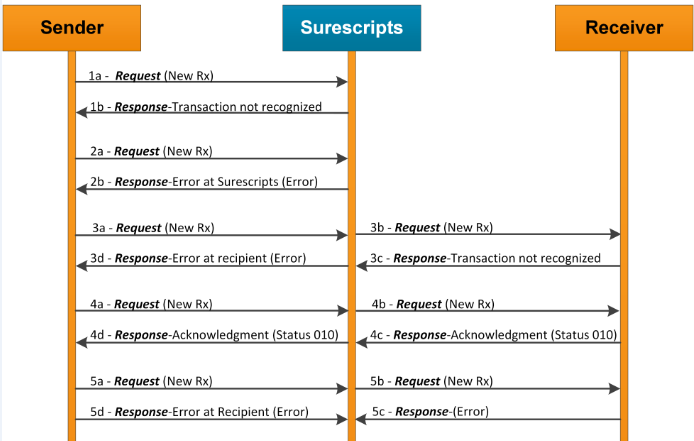 Sender Surescripts Receiver
1a - Request (New Rx)
1b - Response-Transaction not recognized
2a - Request (New Rx)
2b - Response-Error at Surescripts (Error)
3a - Request (New Rx) 3b - Request (New Rx)
3d - Response-Error at recipient (Error) 3c - Response-Transaction not recognized
4a - Request (New Rx) 4b - Request (New Rx)
4d - Response-Acknowledgment (Status 010) 4c - Response-Acknowledgment (Status 010)
5a - Request (New Rx) 5b - Request (New Rx)
5d - Response-Error at Recipient (Error) 5c - Response-(Error)